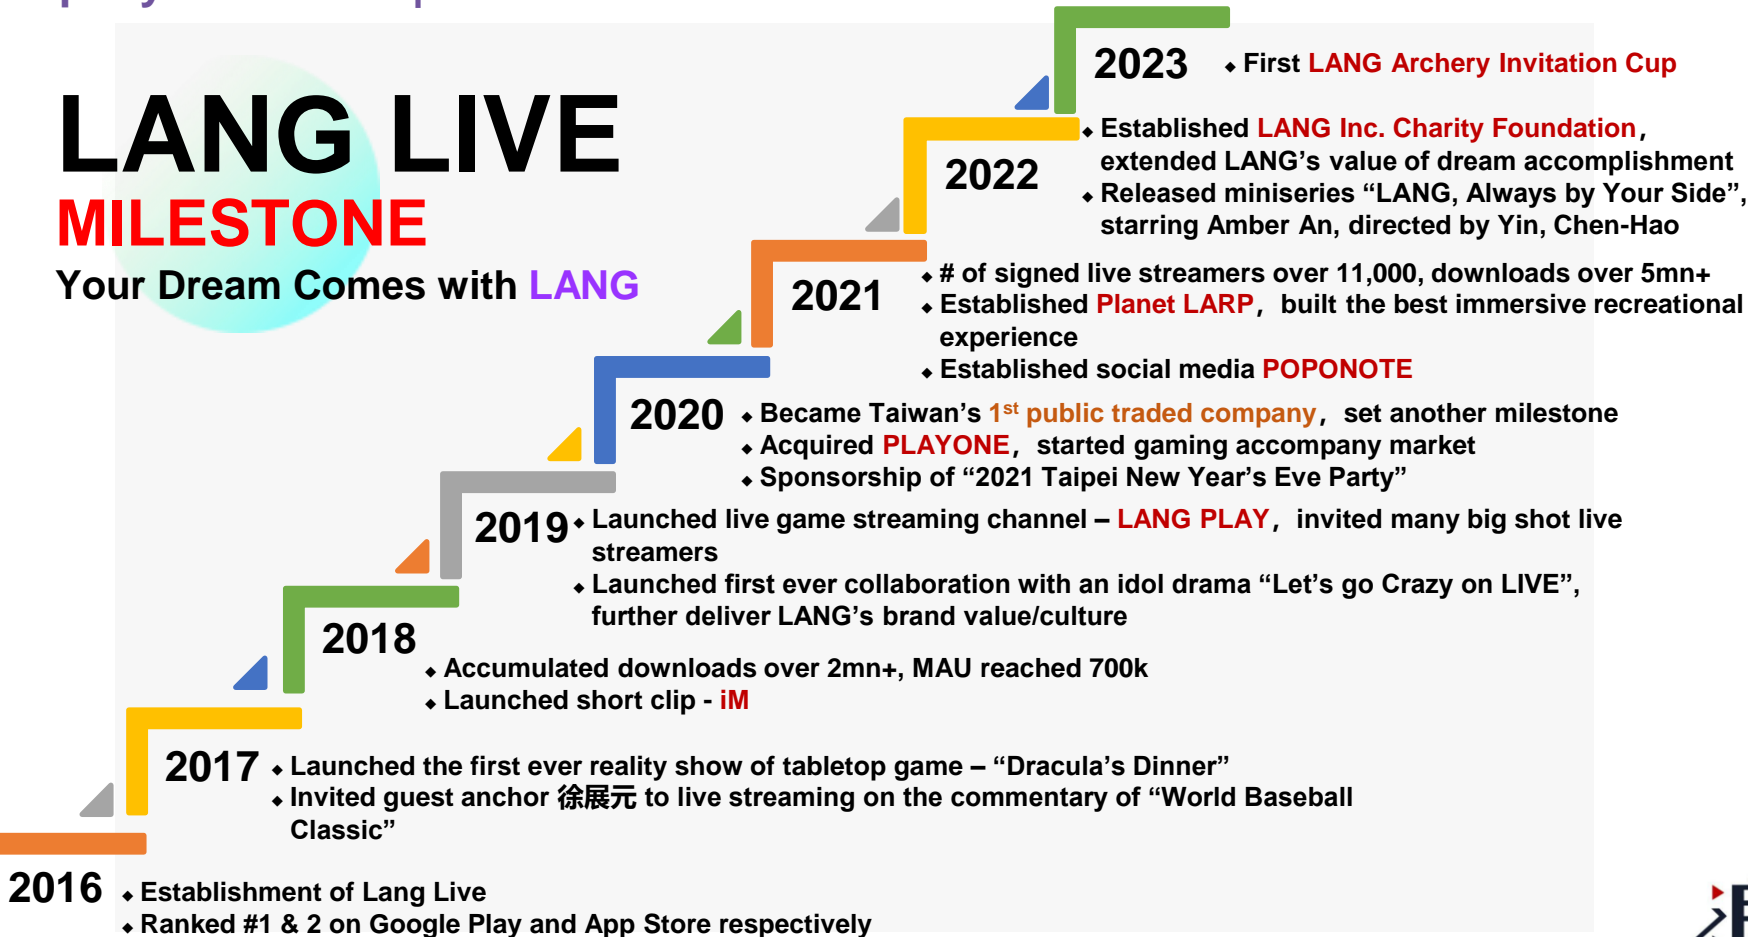 LANG LIVE
MILESTONE
Your Dream Comes with LANG
2023
◆ First LANG Archery Invitation Cup
2022
◆ Established LANG Inc. Charity Foundation，
extended LANG’s value of dream accomplishment
◆ Released miniseries “LANG, Always by Your Side”,
starring Amber An, directed by Yin, Chen-Hao
2021
◆ # of signed live streamers over 11,000, downloads over 5mn+
◆ Established Planet LARP，built the best immersive recreational
experience
◆ Established social media POPONOTE
2020
◆ Became Taiwan’s 1st public traded company，set another milestone
◆ Acquired PLAYONE，started gaming accompany market
◆ Sponsorship of “2021 Taipei New Year’s Eve Party”
2019
◆ Launched live game streaming channel – LANG PLAY，invited many big shot live
streamers
◆ Launched first ever collaboration with an idol drama “Let’s go Crazy on LIVE”,
further deliver LANG’s brand value/culture
2018
◆ Accumulated downloads over 2mn+, MAU reached 700k
◆ Launched short clip - iM
2017
◆ Launched the first ever reality show of tabletop game – “Dracula’s Dinner”
◆ Invited guest anchor 徐展元 to live streaming on the commentary of “World Baseball
Classic”
2016
◆ Establishment of Lang Live
◆ Ranked #1 & 2 on Google Play and App Store respectively